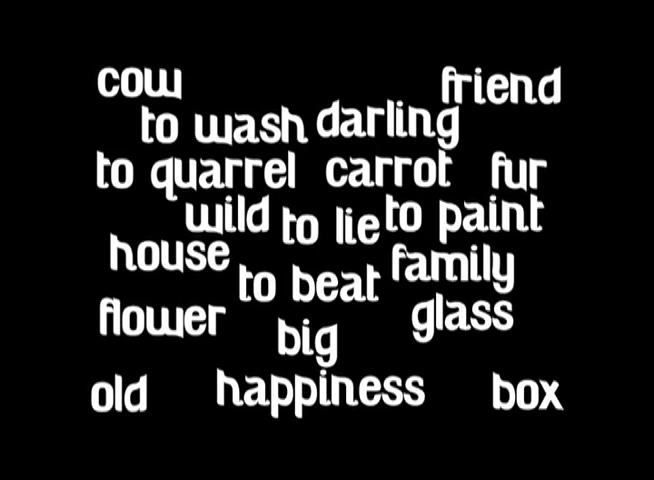 cow friend
to wash darling
to quarrel carrot fur
wild to lie to paint
house family
to beat
flower glass
big
old happiness box